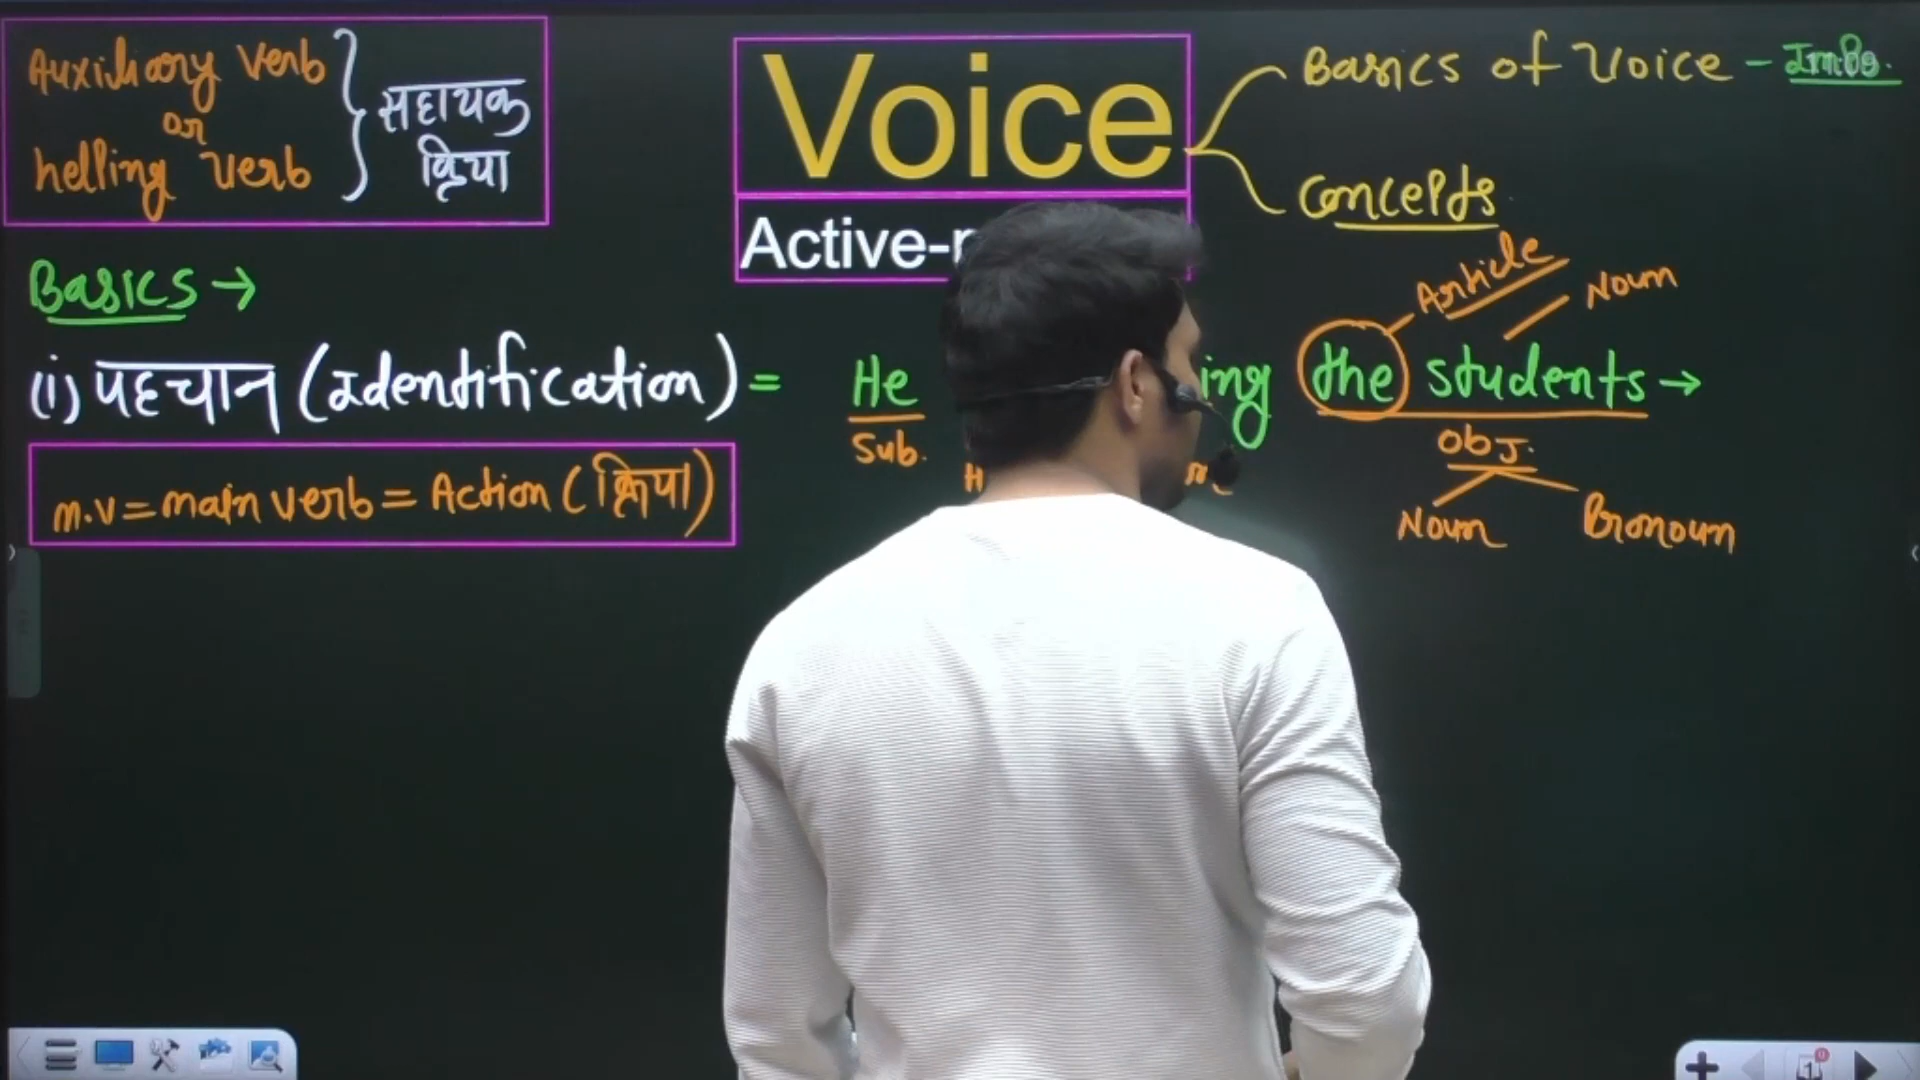 Auxiliary Verb
or
helping verb
सहायक
क्रिया
Voice
Active-
Basics of Voice -
Concepts
Basics →
(i) पहचान (Identification) = He ing the students →
Article
Noun
Sub.
obj.
Noun
Pronoun
m.v = main verb = Action (क्रिया)